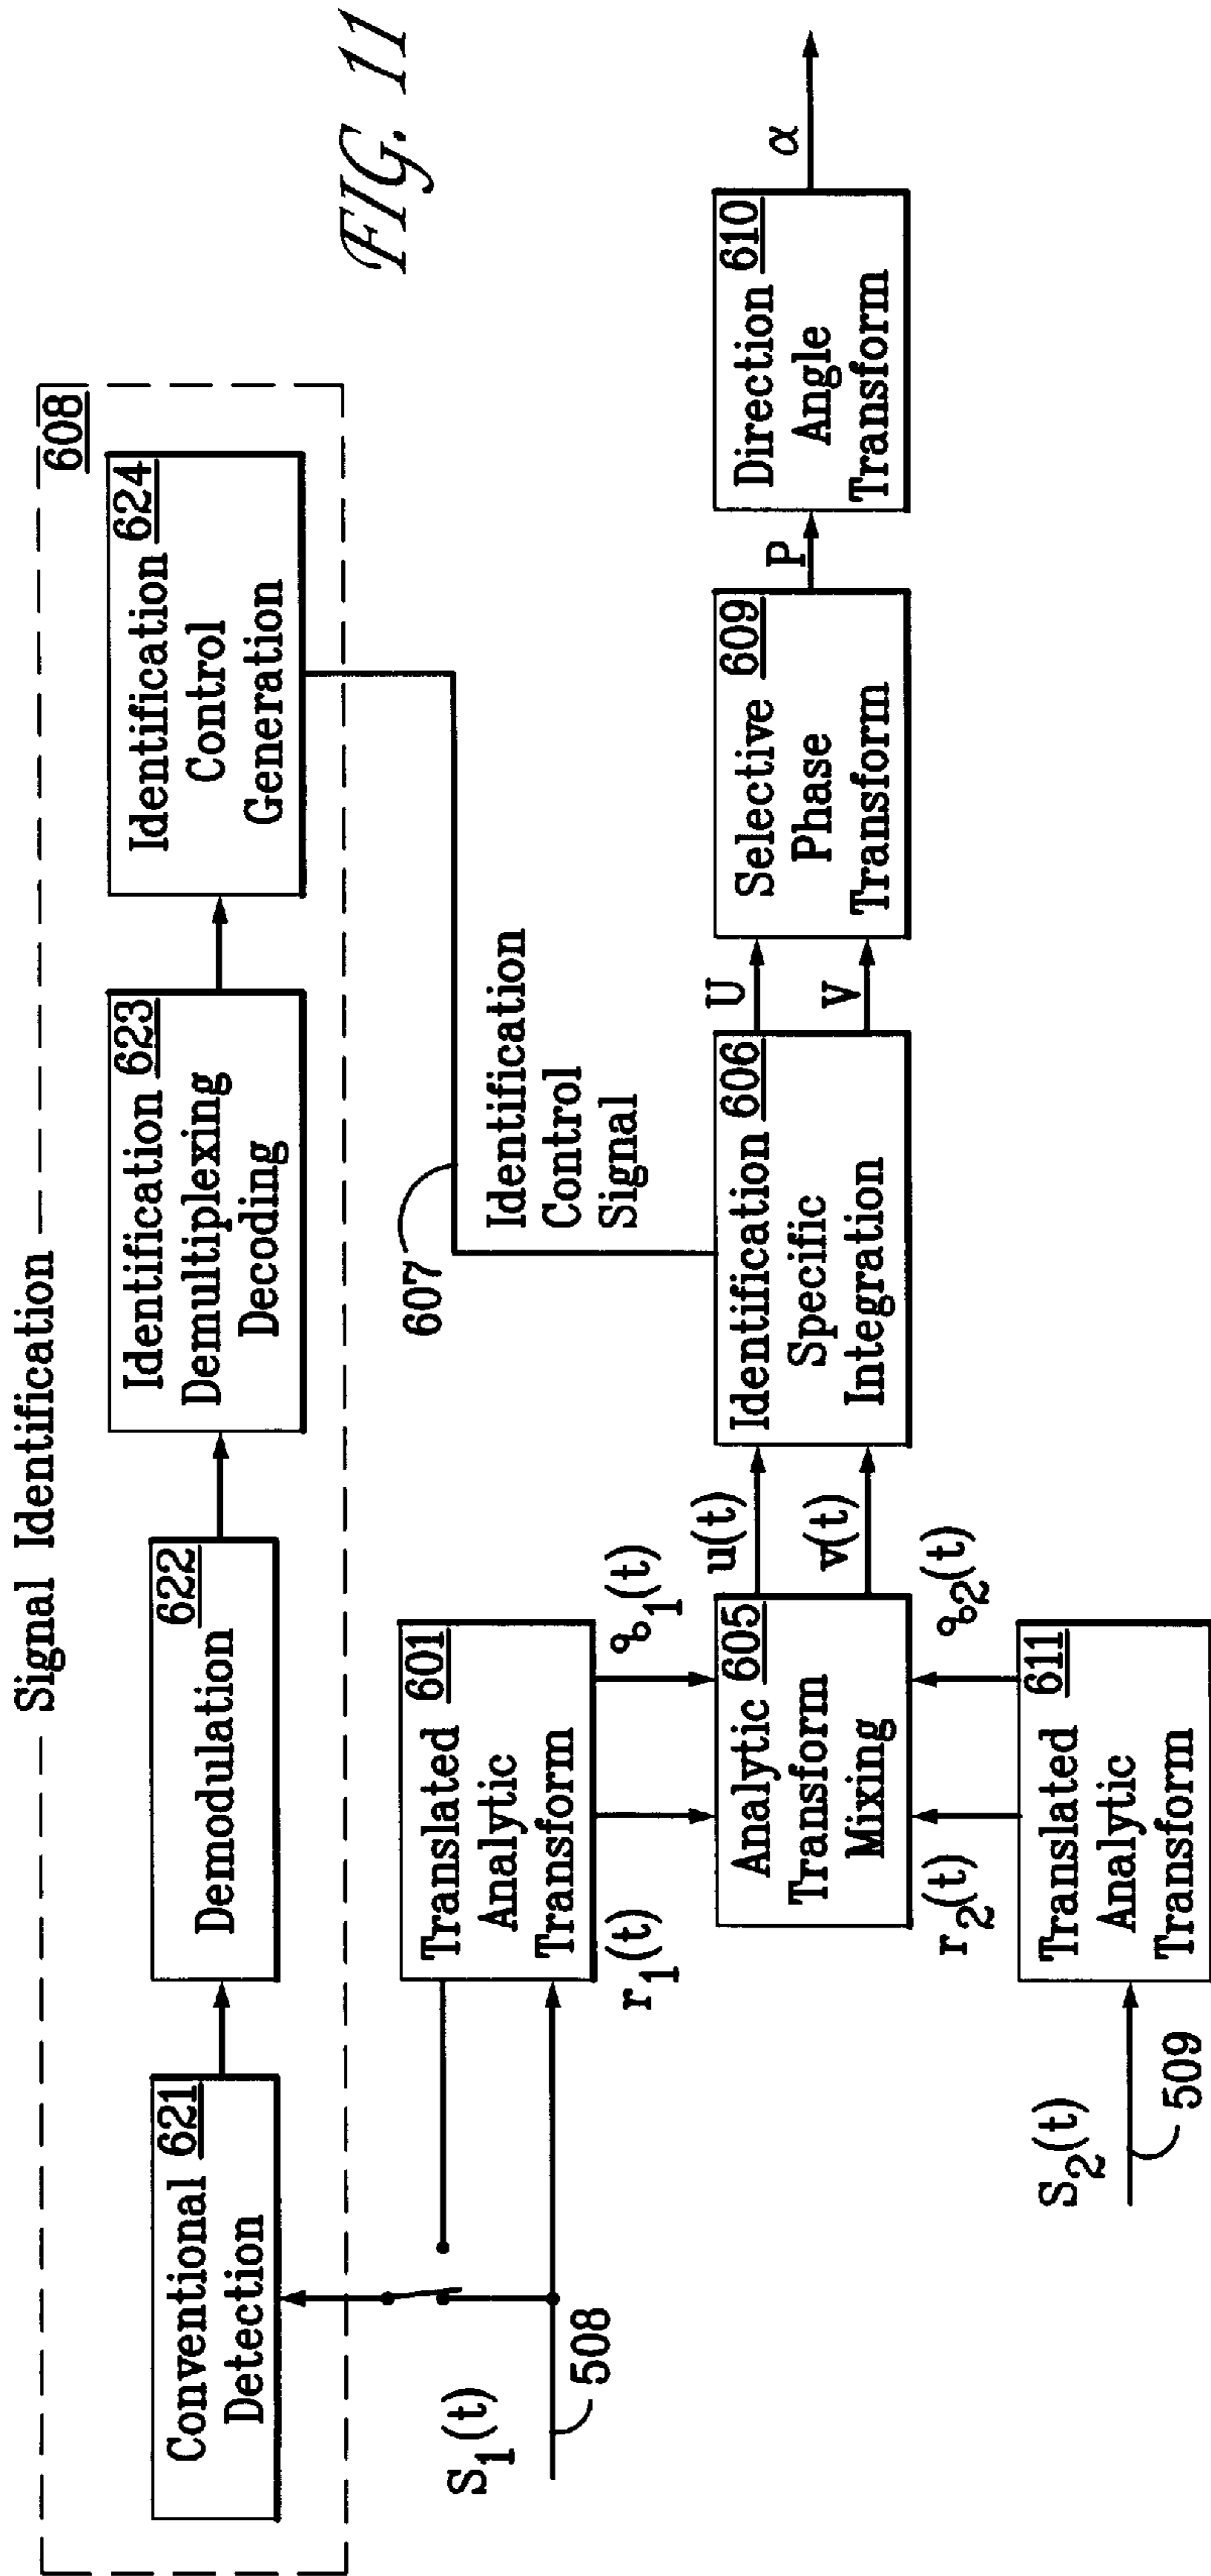 Signal Identification
608
Conventional 621
Detection
622
Demodulation
Identification 623
Demultiplexing
Decoding
Identification 624
Control
Generation
FIG. 11
607
Identification
Control
Signal
S1(t)
508
Translated 601
Analytic
Transform
r1(t)
q1(t)
Analytic 605
Transform
Mixing
u(t)
v(t)
Identification 606
Specific
Integration
U
V
Selective 609
Phase
Transform
P
Direction 610
Angle
Transform
α
r2(t)
q2(t)
S2(t)
509
Translated 611
Analytic
Transform